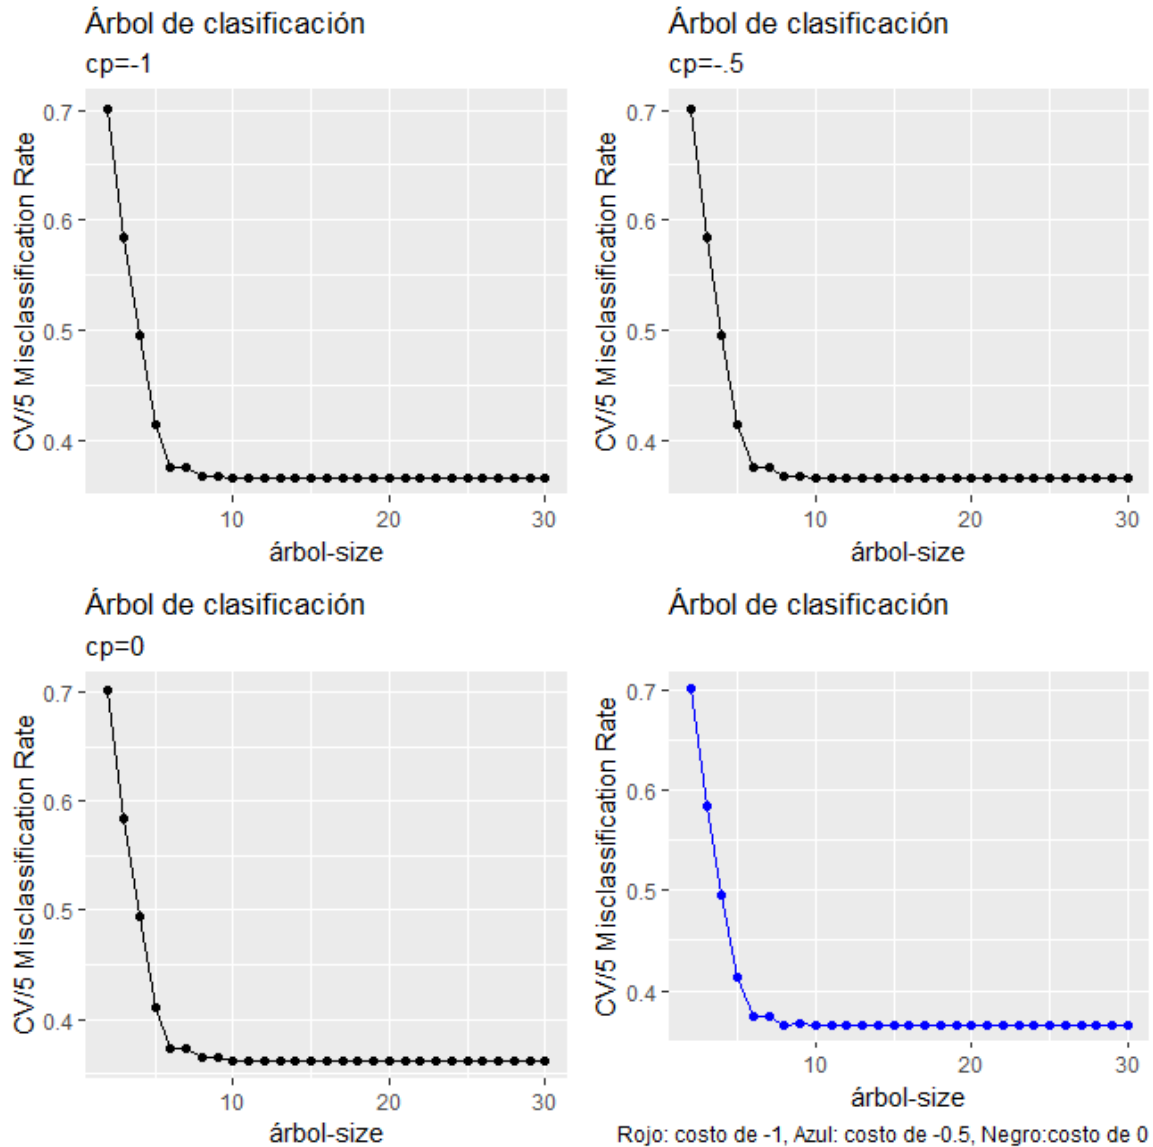 Árbol de clasificación
cp=-1
CV/5 Misclassification Rate
0.7
0.6
0.5
0.4
10
20
30
árbol-size
Árbol de clasificación
cp=-.5
CV/5 Misclassification Rate
0.7
0.6
0.5
0.4
10
20
30
árbol-size
Árbol de clasificación
cp=0
CV/5 Misclassification Rate
0.7
0.6
0.5
0.4
10
20
30
árbol-size
Árbol de clasificación
CV/5 Misclassification Rate
0.7
0.6
0.5
0.4
10
20
30
árbol-size
Rojo: costo de -1, Azul: costo de -0.5, Negro:costo de 0